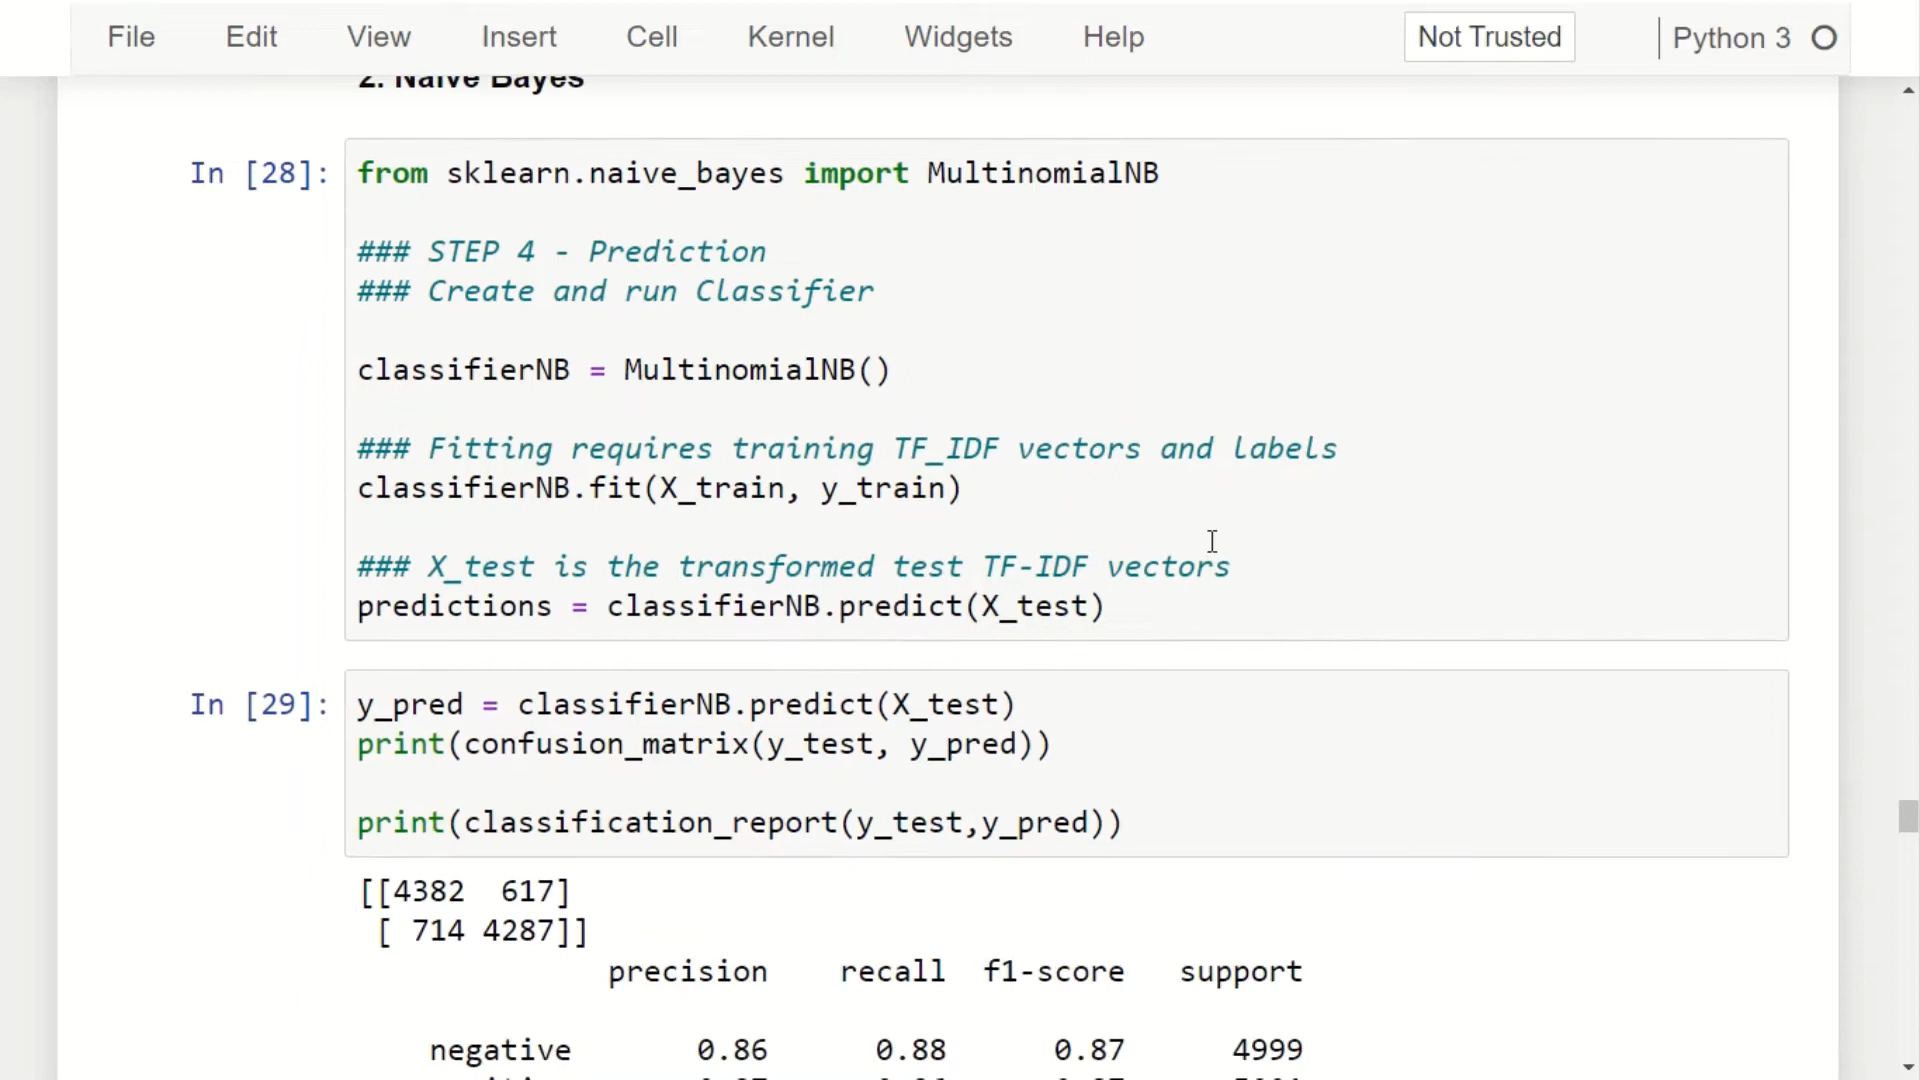 File Edit View Insert Cell Kernel Widgets Help Not Trusted Python 3
2. Naive Bayes
In [28]: from sklearn.naive_bayes import MultinomialNB
### STEP 4 - Prediction
### Create and run Classifier
classifierNB = MultinomialNB()
### Fitting requires training TF_IDF vectors and labels
classifierNB.fit(X_train, y_train)
### X_test is the transformed test TF-IDF vectors
predictions = classifierNB.predict(X_test)
In [29]: y_pred = classifierNB.predict(X_test)
print(confusion_matrix(y_test, y_pred))
print(classification_report(y_test,y_pred))
[[4382  617]
[ 714 4287]]
precision recall f1-score support
negative 0.86 0.88 0.87 4999